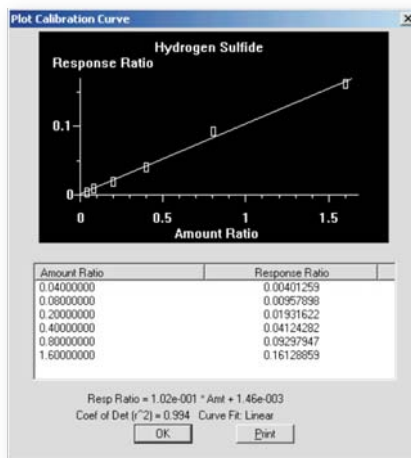 Plot Calibration Curve
Hydrogen Sulfide
Response Ratio
0.1
0
0 0.5 1 1.5
Amount Ratio
Amount Ratio Response Ratio
0.04000000 0.00401259
0.08000000 0.00957898
0.20000000 0.01931622
0.40000000 0.04124282
0.80000000 0.09297947
1.60000000 0.16128859
Resp Ratio = 1.02e-001 * Amt + 1.46e-003
Coef of Det (r^2) = 0.994 Curve Fit: Linear
OK Print